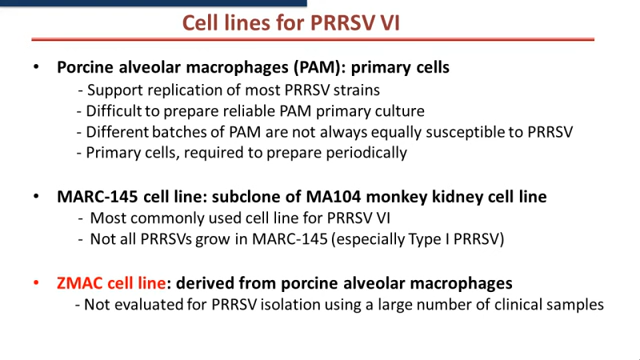 Cell lines for PRRSV VI
• Porcine alveolar macrophages (PAM): primary cells
- Support replication of most PRRSV strains
- Difficult to prepare reliable PAM primary culture
- Different batches of PAM are not always equally susceptible to PRRSV
- Primary cells, required to prepare periodically
• MARC-145 cell line: subclone of MA104 monkey kidney cell line
- Most commonly used cell line for PRRSV VI
- Not all PRRSVs grow in MARC-145 (especially Type I PRRSV)
• ZMAC cell line: derived from porcine alveolar macrophages
- Not evaluated for PRRSV isolation using a large number of clinical samples